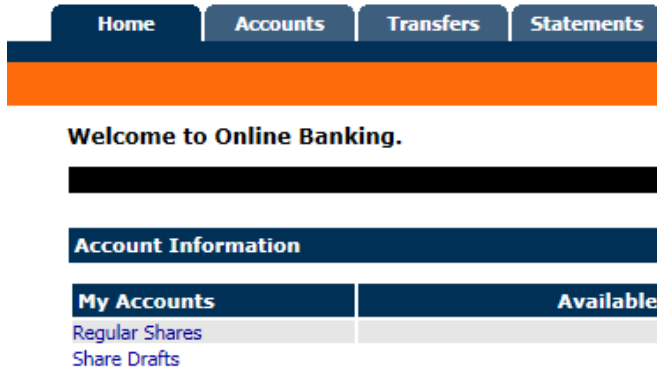 Home Accounts Transfers Statements
Welcome to Online Banking.
Account Information
My Accounts Available
Regular Shares
Share Drafts